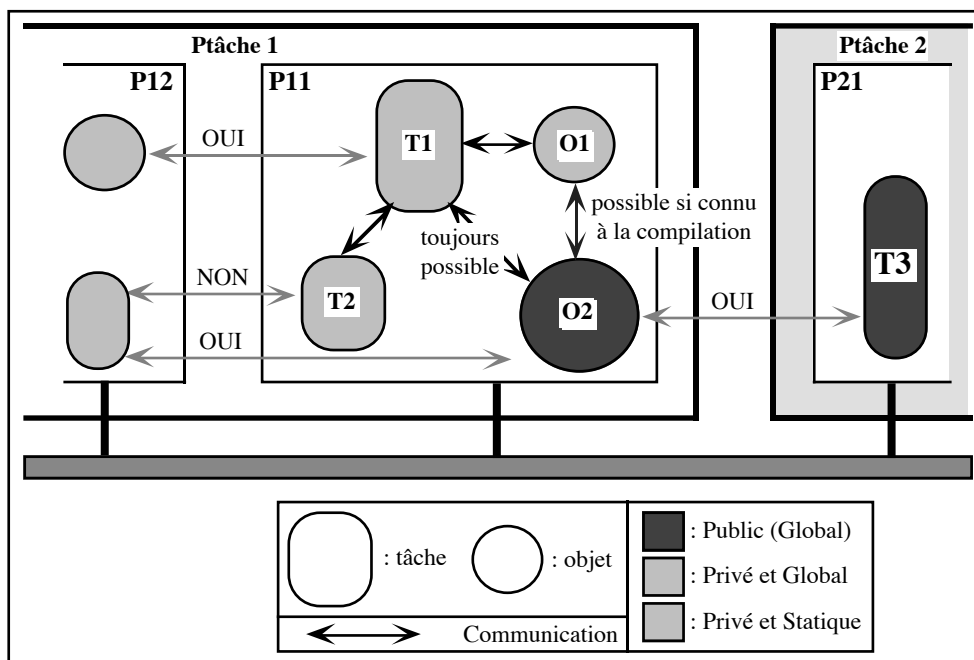 Ptâche 1
Ptâche 2
P12
P11
P21
T1
O1
OUI
possible si connu
à la compilation
toujours
possible
NON
T2
O2
OUI
T3
OUI
: tâche
: objet
Communication
: Public (Global)
: Privé et Global
: Privé et Statique